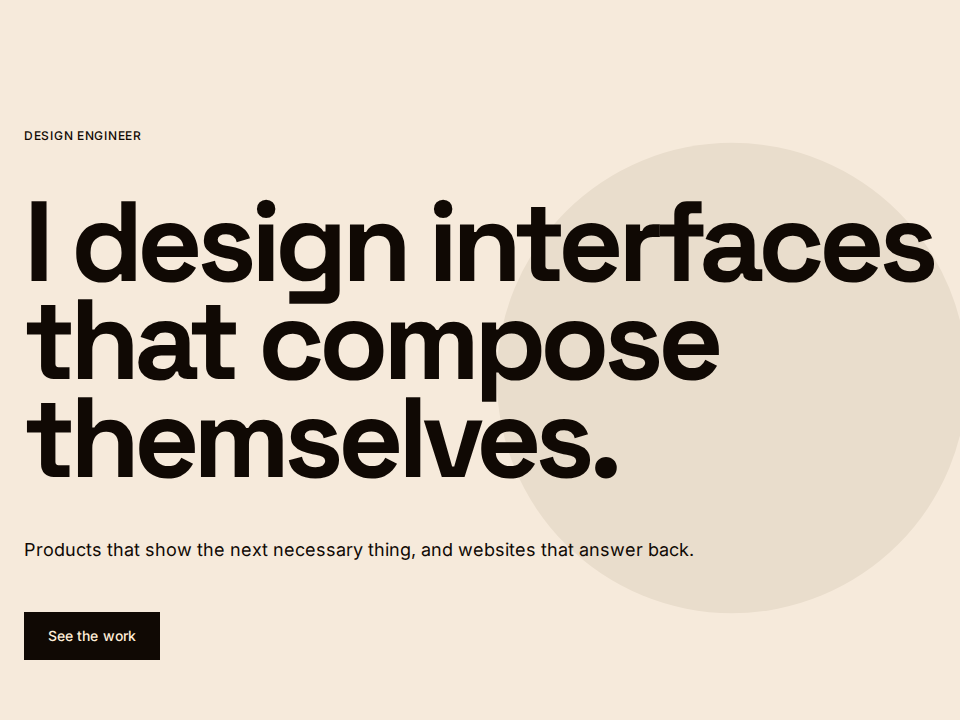 DESIGN ENGINEER
I design interfaces
that compose
themselves.
Products that show the next necessary thing, and websites that answer back.
See the work